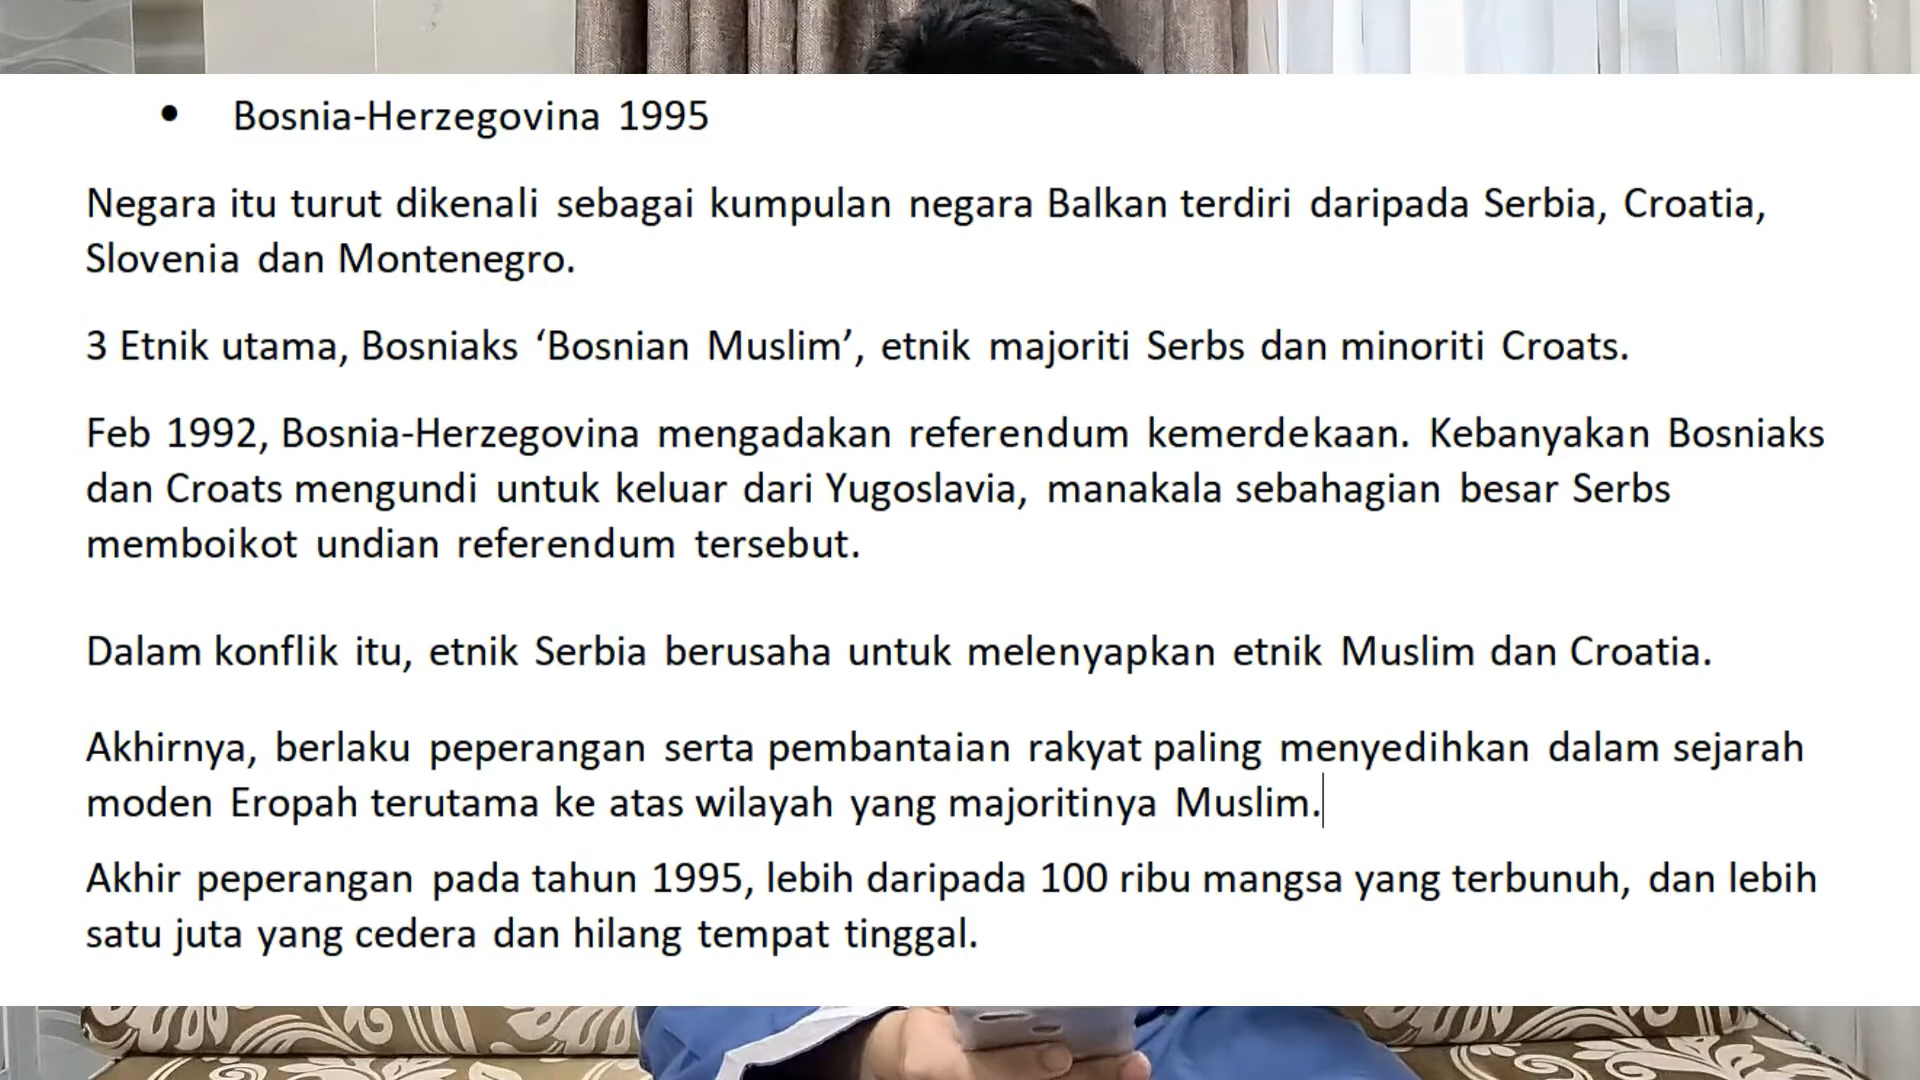 • Bosnia-Herzegovina 1995
Negara itu turut dikenali sebagai kumpulan negara Balkan terdiri daripada Serbia, Croatia,
Slovenia dan Montenegro.
3 Etnik utama, Bosniaks ‘Bosnian Muslim’, etnik majoriti Serbs dan minoriti Croats.
Feb 1992, Bosnia-Herzegovina mengadakan referendum kemerdekaan. Kebanyakan Bosniaks
dan Croats mengundi untuk keluar dari Yugoslavia, manakala sebahagian besar Serbs
memboikot undian referendum tersebut.
Dalam konflik itu, etnik Serbia berusaha untuk melenyapkan etnik Muslim dan Croatia.
Akhirnya, berlaku peperangan serta pembantaian rakyat paling menyedihkan dalam sejarah
moden Eropah terutama ke atas wilayah yang majoritinya Muslim.
Akhir peperangan pada tahun 1995, lebih daripada 100 ribu mangsa yang terbunuh, dan lebih
satu juta yang cedera dan hilang tempat tinggal.